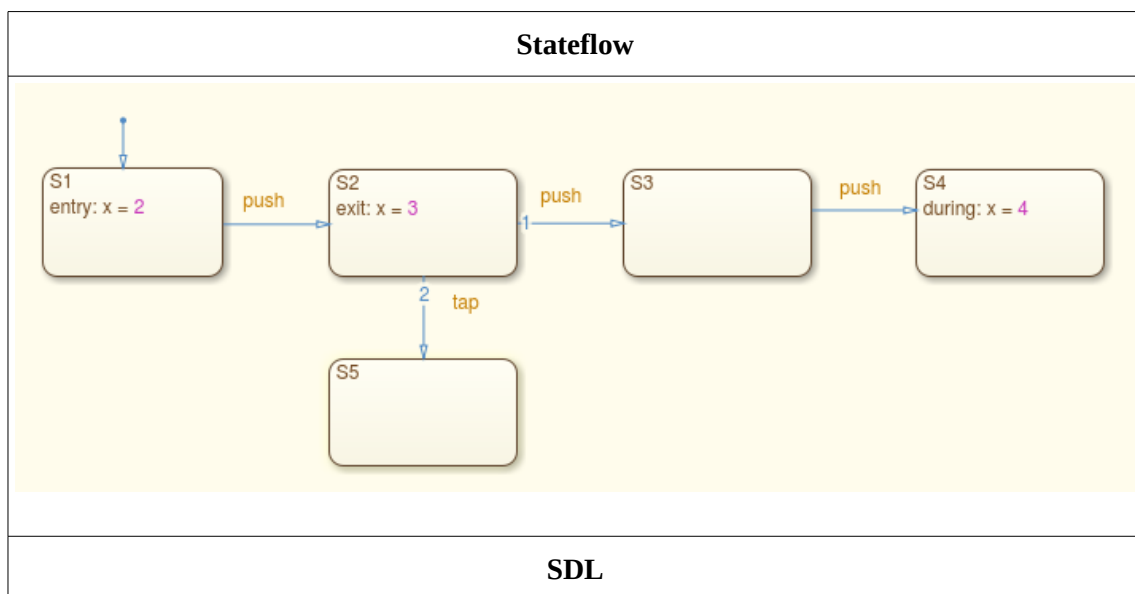 Stateflow
S1
entry: x = 2
push
S2
exit: x = 3
1
push
S3
push
S4
during: x = 4
2
tap
S5
SDL